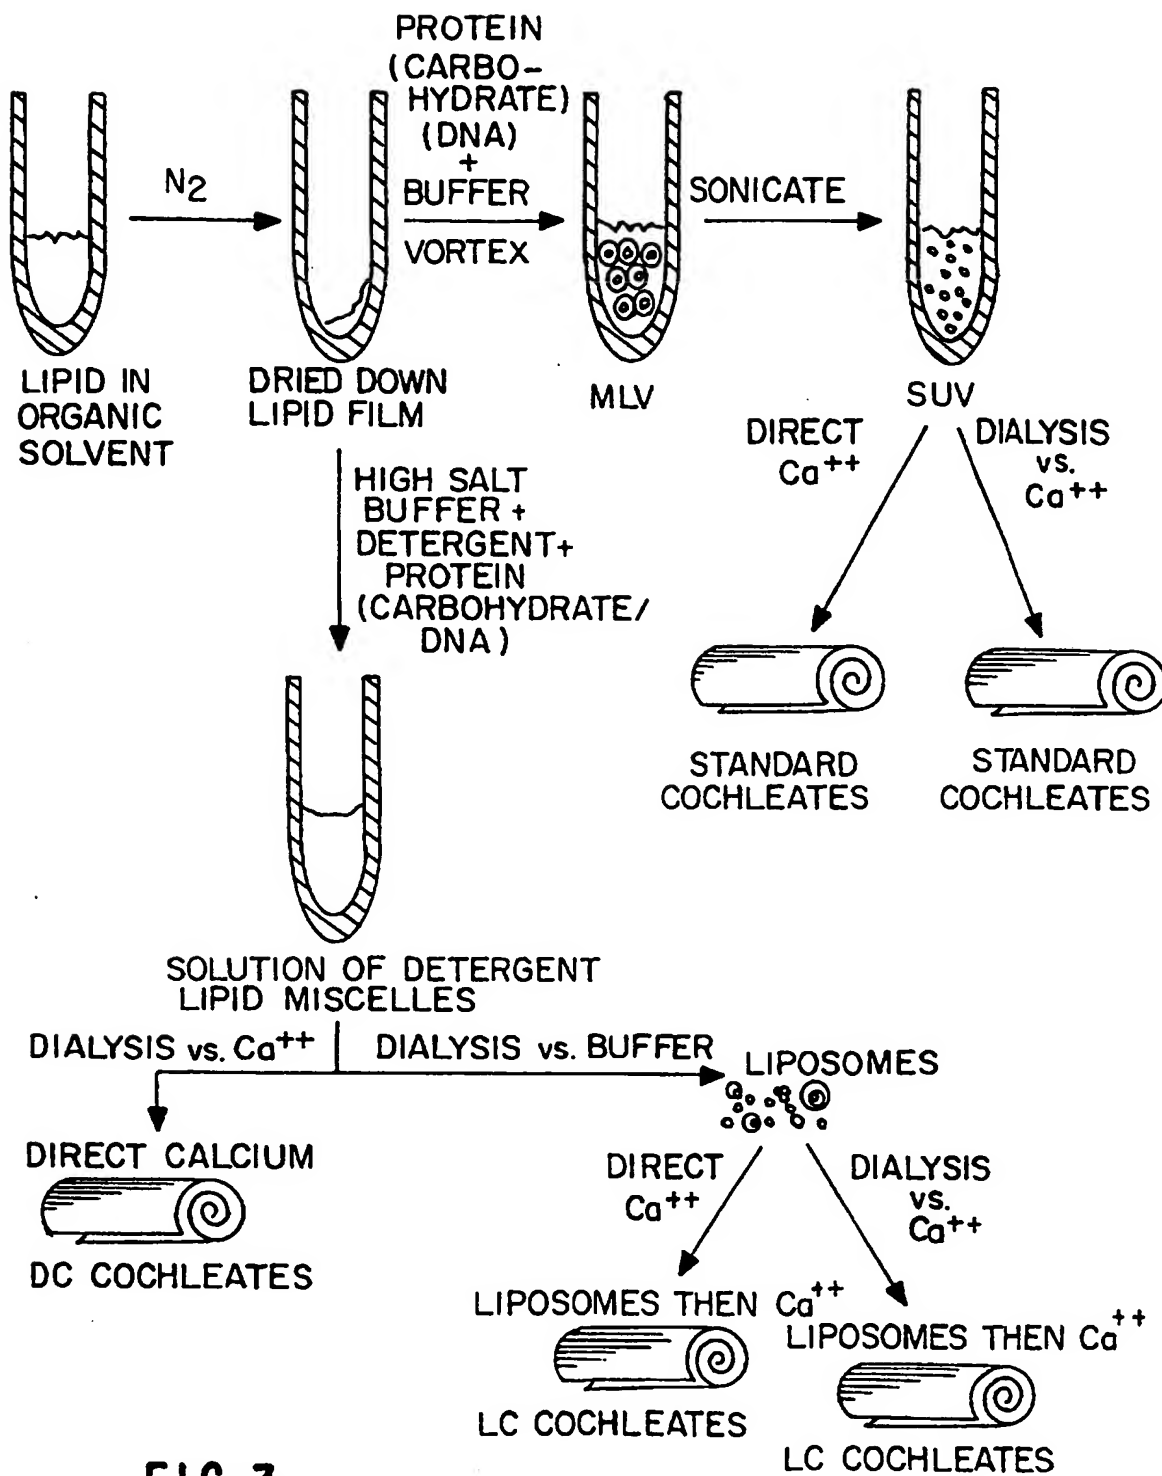 PROTEIN
(CARBO-
HYDRATE)
(DNA)
+
BUFFER
VORTEX
N2
SONICATE
LIPID IN
ORGANIC
SOLVENT
DRIED DOWN
LIPID FILM
MLV
SUV
DIRECT
Ca++
DIALYSIS
vs.
Ca++
HIGH SALT
BUFFER +
DETERGENT+
PROTEIN
(CARBOHYDRATE/
DNA)
STANDARD
COCHLEATES
STANDARD
COCHLEATES
SOLUTION OF DETERGENT
LIPID MISCELLES
DIALYSIS vs. Ca++
DIALYSIS vs. BUFFER
LIPOSOMES
DIRECT CALCIUM
DC COCHLEATES
DIRECT
Ca++
DIALYSIS
vs.
Ca++
LIPOSOMES THEN Ca++
LC COCHLEATES
LIPOSOMES THEN Ca++
LC COCHLEATES